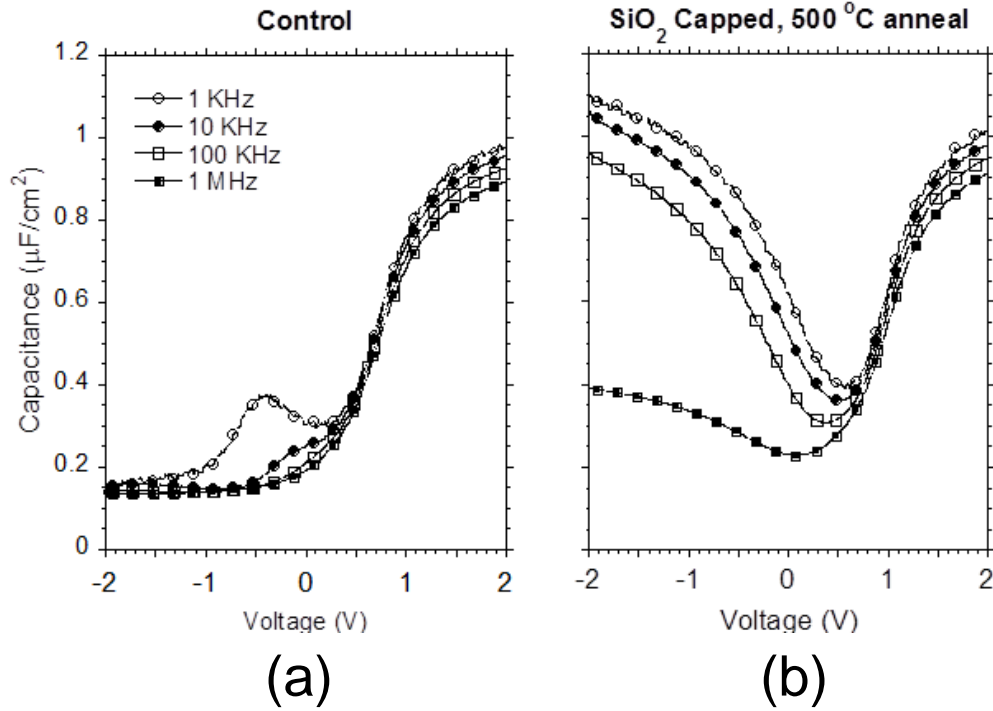 Control
1.2
1
0.8
0.6
0.4
0.2
0
Capacitance (μF/cm²)
1 KHz
10 KHz
100 KHz
1 MHz
-2 -1 0 1 2
Voltage (V)
(a)
SiO₂ Capped, 500 °C anneal
-2 -1 0 1 2
Voltage (V)
(b)